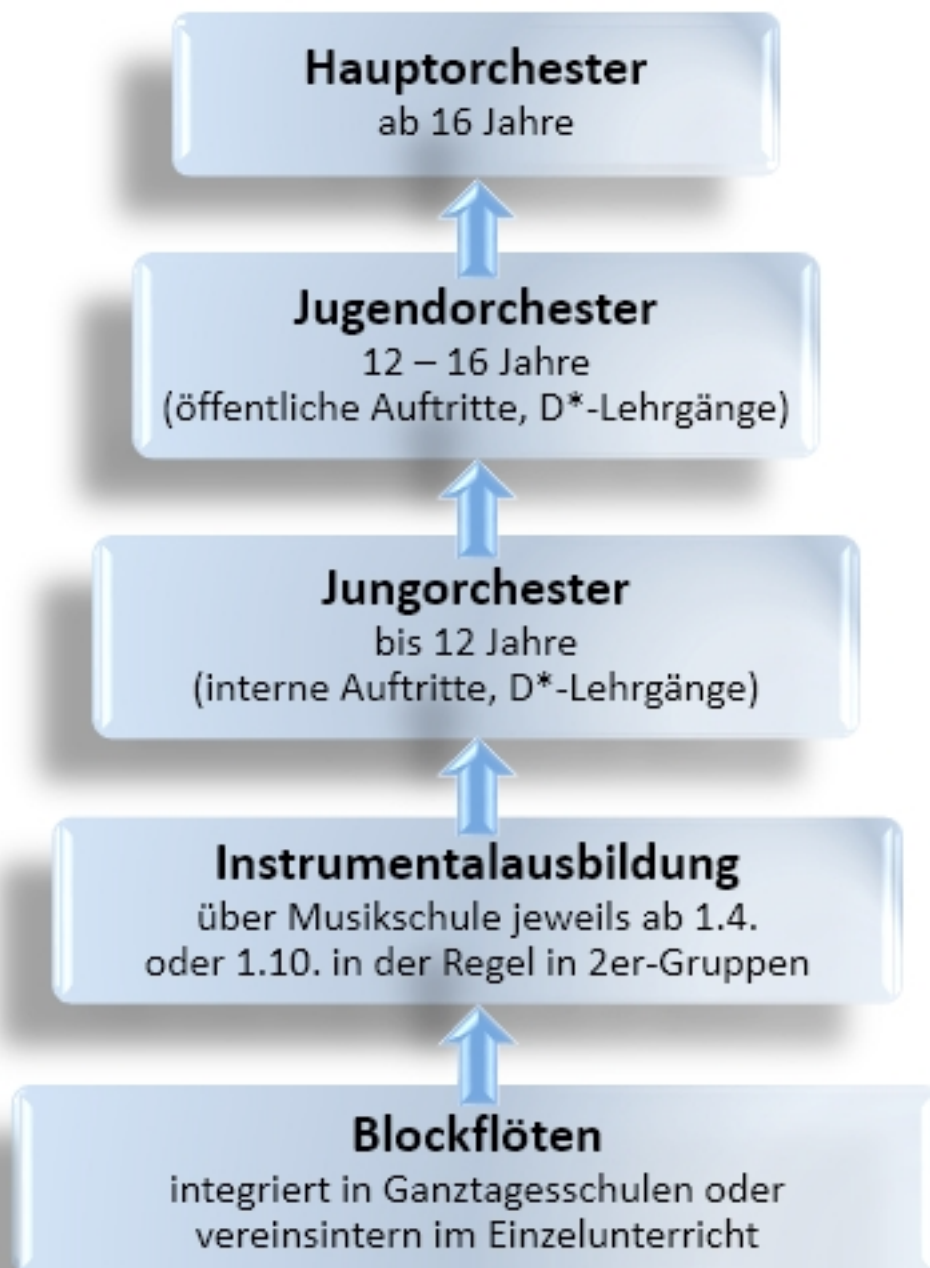 Hauptorchester
ab 16 Jahre
Jugendorchester
12 – 16 Jahre
(öffentliche Auftritte, D*-Lehrgänge)
Jungorchester
bis 12 Jahre
(interne Auftritte, D*-Lehrgänge)
Instrumentalausbildung
über Musikschule jeweils ab 1.4.
oder 1.10. in der Regel in 2er-Gruppen
Blockflöten
integriert in Ganztagesschulen oder
vereinsintern im Einzelunterricht